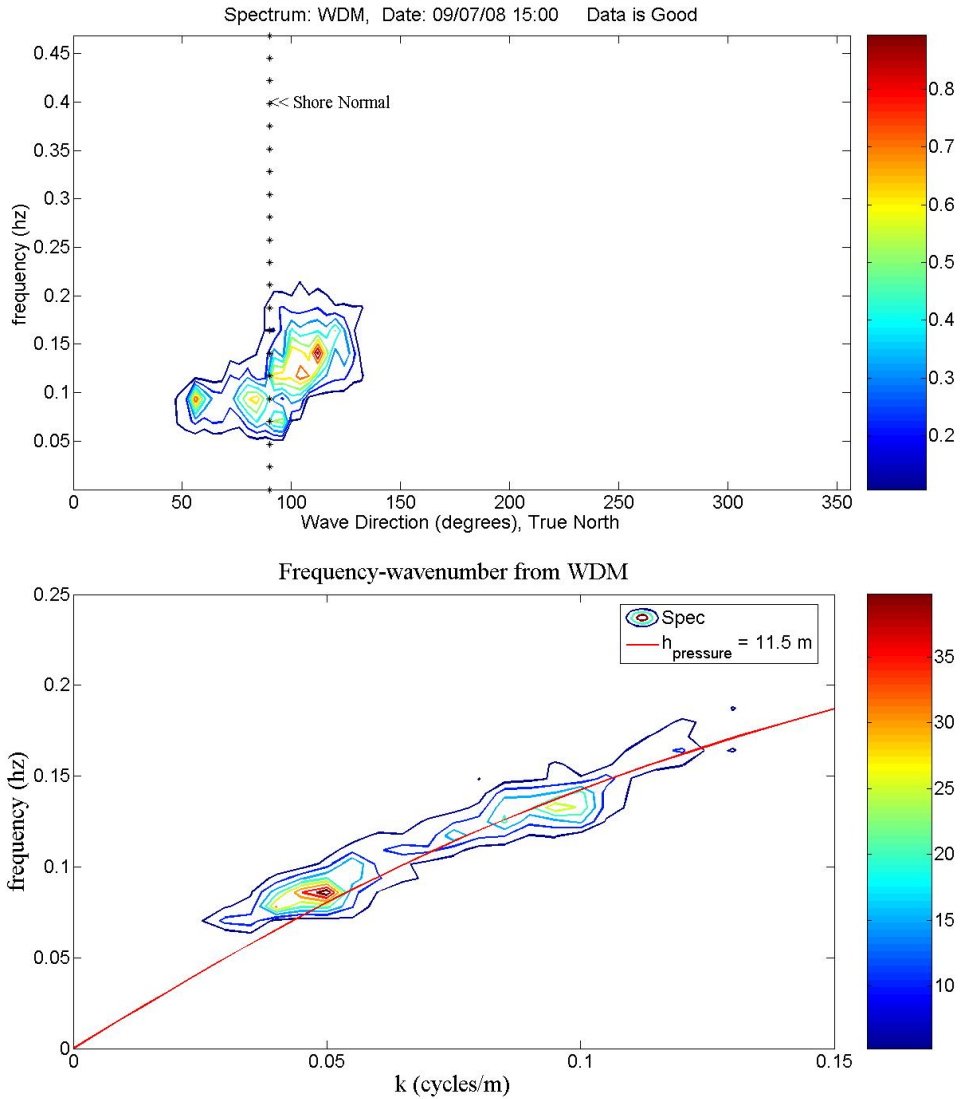 Spectrum: WDM, Date: 09/07/08 15:00 Data is Good
0.45
0.4
0.35
0.3
0.25
0.2
0.15
0.1
0.05
frequency (hz)
<< Shore Normal
0 50 100 150 200 250 300 350
Wave Direction (degrees), True North
0.8
0.7
0.6
0.5
0.4
0.3
0.2
Frequency-wavenumber from WDM
0.25
0.2
0.15
0.1
0.05
0
frequency (hz)
Spec
h pressure = 11.5 m
0 0.05 0.1 0.15
k (cycles/m)
35
30
25
20
15
10